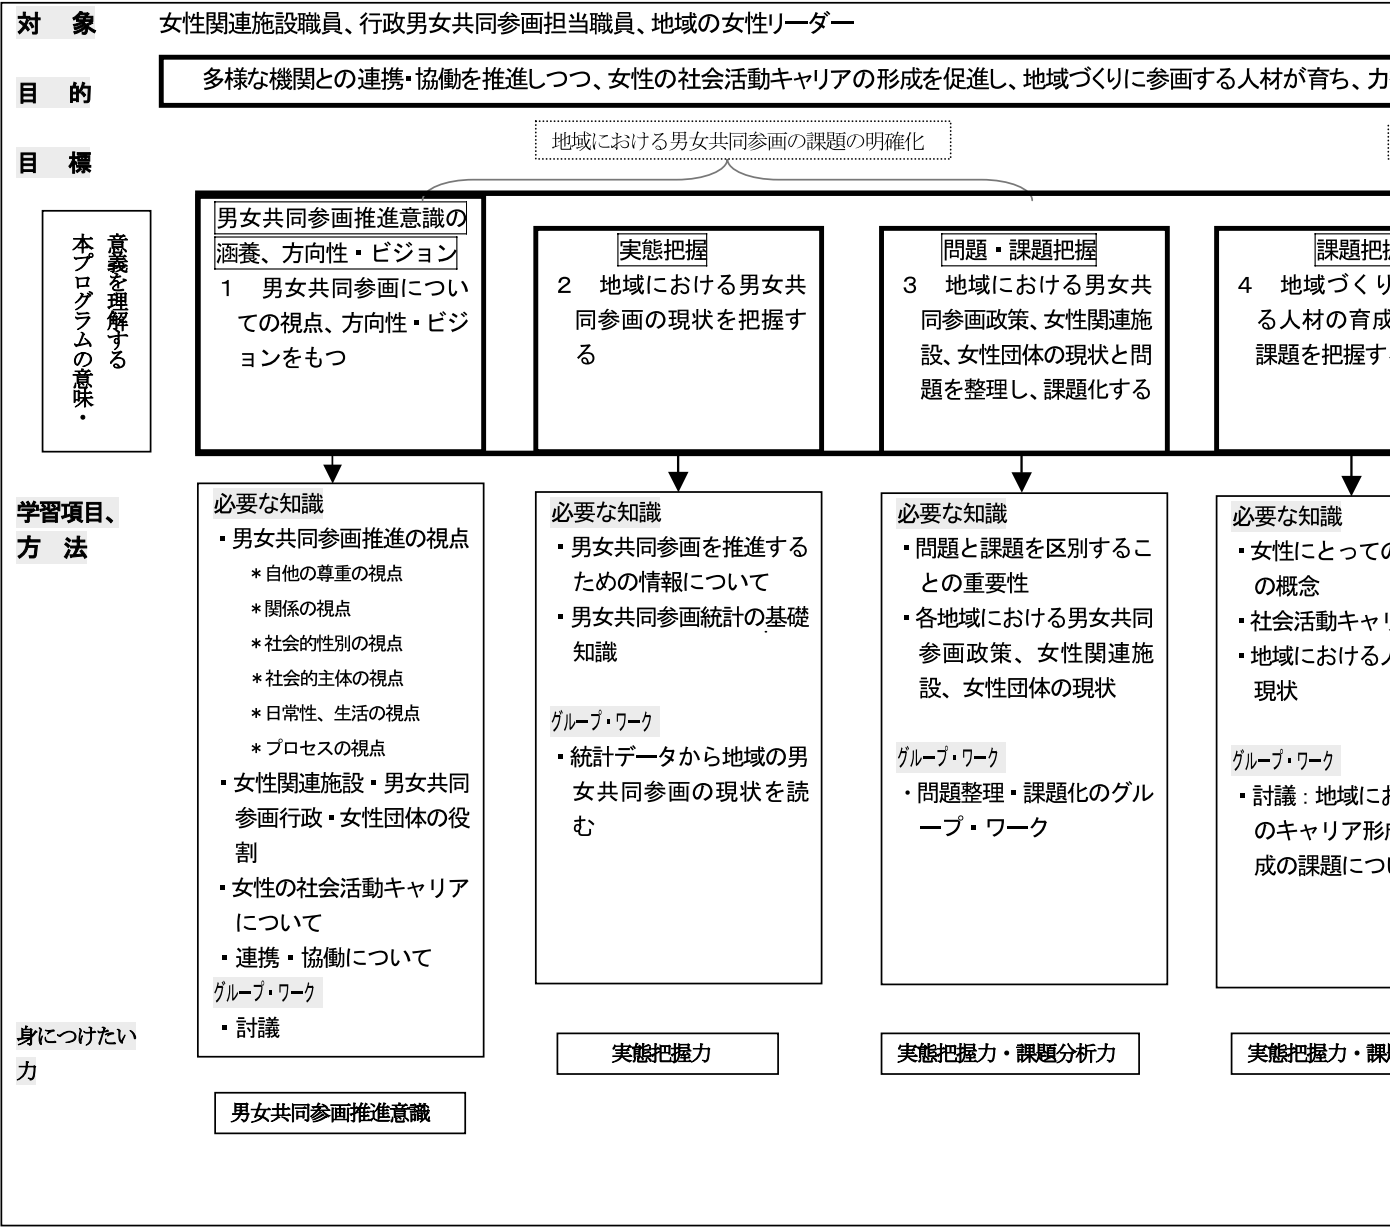 対　象
女性関連施設職員、行政男女共同参画担当職員、地域の女性リーダー
目　的
多様な機関との連携・協働を推進しつつ、女性の社会活動キャリアの形成を促進し、地域づくりに参画する人材が育ち、力
目　標
地域における男女共同参画の課題の明確化
本プログラムの意味・
意義を理解する
男女共同参画推進意識の
涵養、方向性・ビジョン
１　男女共同参画につい
ての視点、方向性・ビジ
ョンをもつ
実態把握
２　地域における男女共
同参画の現状を把握す
る
問題・課題把握
３　地域における男女共
同参画政策、女性関連施
設、女性団体の現状と問
題を整理し、課題化する
課題把
４　地域づくり
る人材の育成
課題を把握す
学習項目、
方　法
必要な知識
・男女共同参画推進の視点
＊自他の尊重の視点
＊関係の視点
＊社会的性別の視点
＊社会的主体の視点
＊日常性、生活の視点
＊プロセスの視点
・女性関連施設・男女共同
参画行政・女性団体の役
割
・女性の社会活動キャリア
について
・連携・協働について
グループ・ワーク
・討議
必要な知識
・男女共同参画を推進する
ための情報について
・男女共同参画統計の基礎
知識
グループ・ワーク
・統計データから地域の男
女共同参画の現状を読
む
必要な知識
・問題と課題を区別するこ
との重要性
・各地域における男女共同
参画政策、女性関連施
設、女性団体の現状
グループ・ワーク
・問題整理・課題化のグル
ープ・ワーク
必要な知識
・女性にとっての
の概念
・社会活動キャリ
・地域における人
現状
グループ・ワーク
・討議：地域にお
のキャリア形成
成の課題につい
身につけたい
力
男女共同参画推進意識
実態把握力
実態把握力・課題分析力
実態把握力・課題